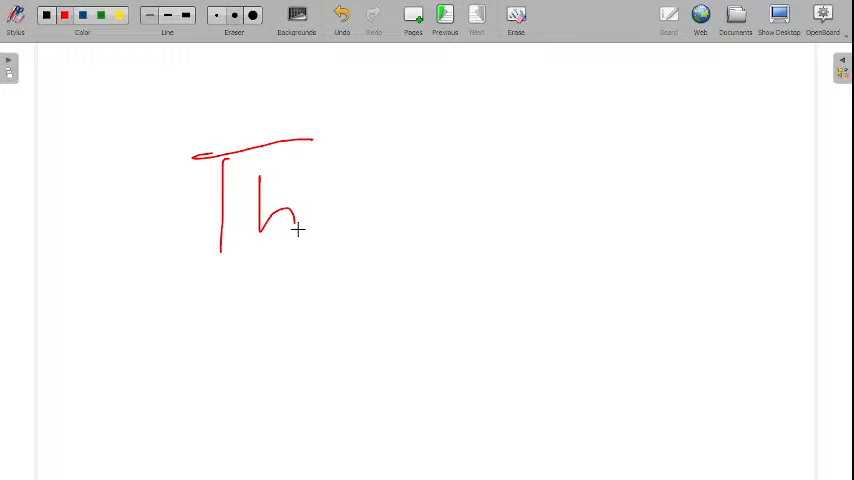 Stylus Color Line Eraser Backgrounds Undo Redo Pages Previous Next Erase Board Web Documents Show Desktop OpenBoard
Th